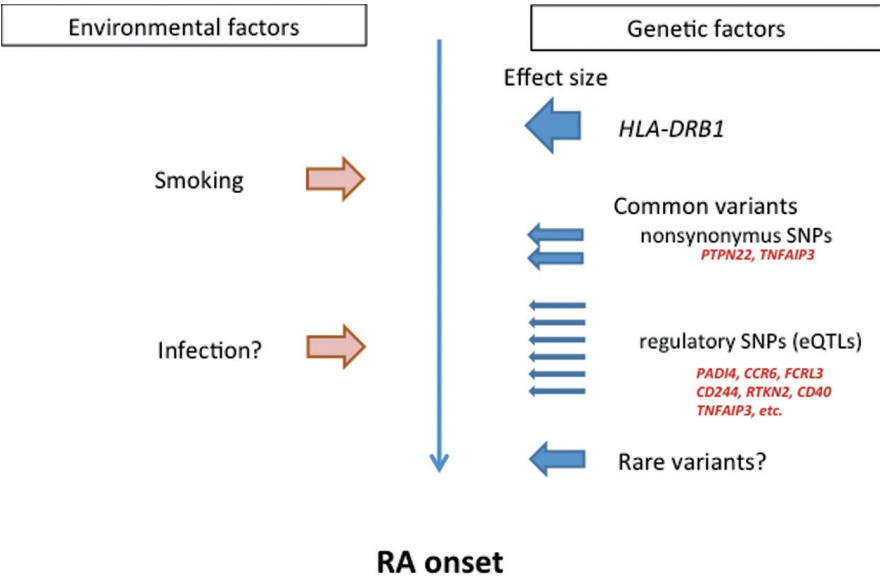 Environmental factors
Genetic factors
Effect size
HLA-DRB1
Smoking
Common variants
nonsynonymus SNPs
PTPN22, TNFAIP3
Infection?
regulatory SNPs (eQTLs)
PADI4, CCR6, FCRL3
CD244, RTKN2, CD40
TNFAIP3, etc.
Rare variants?
RA onset